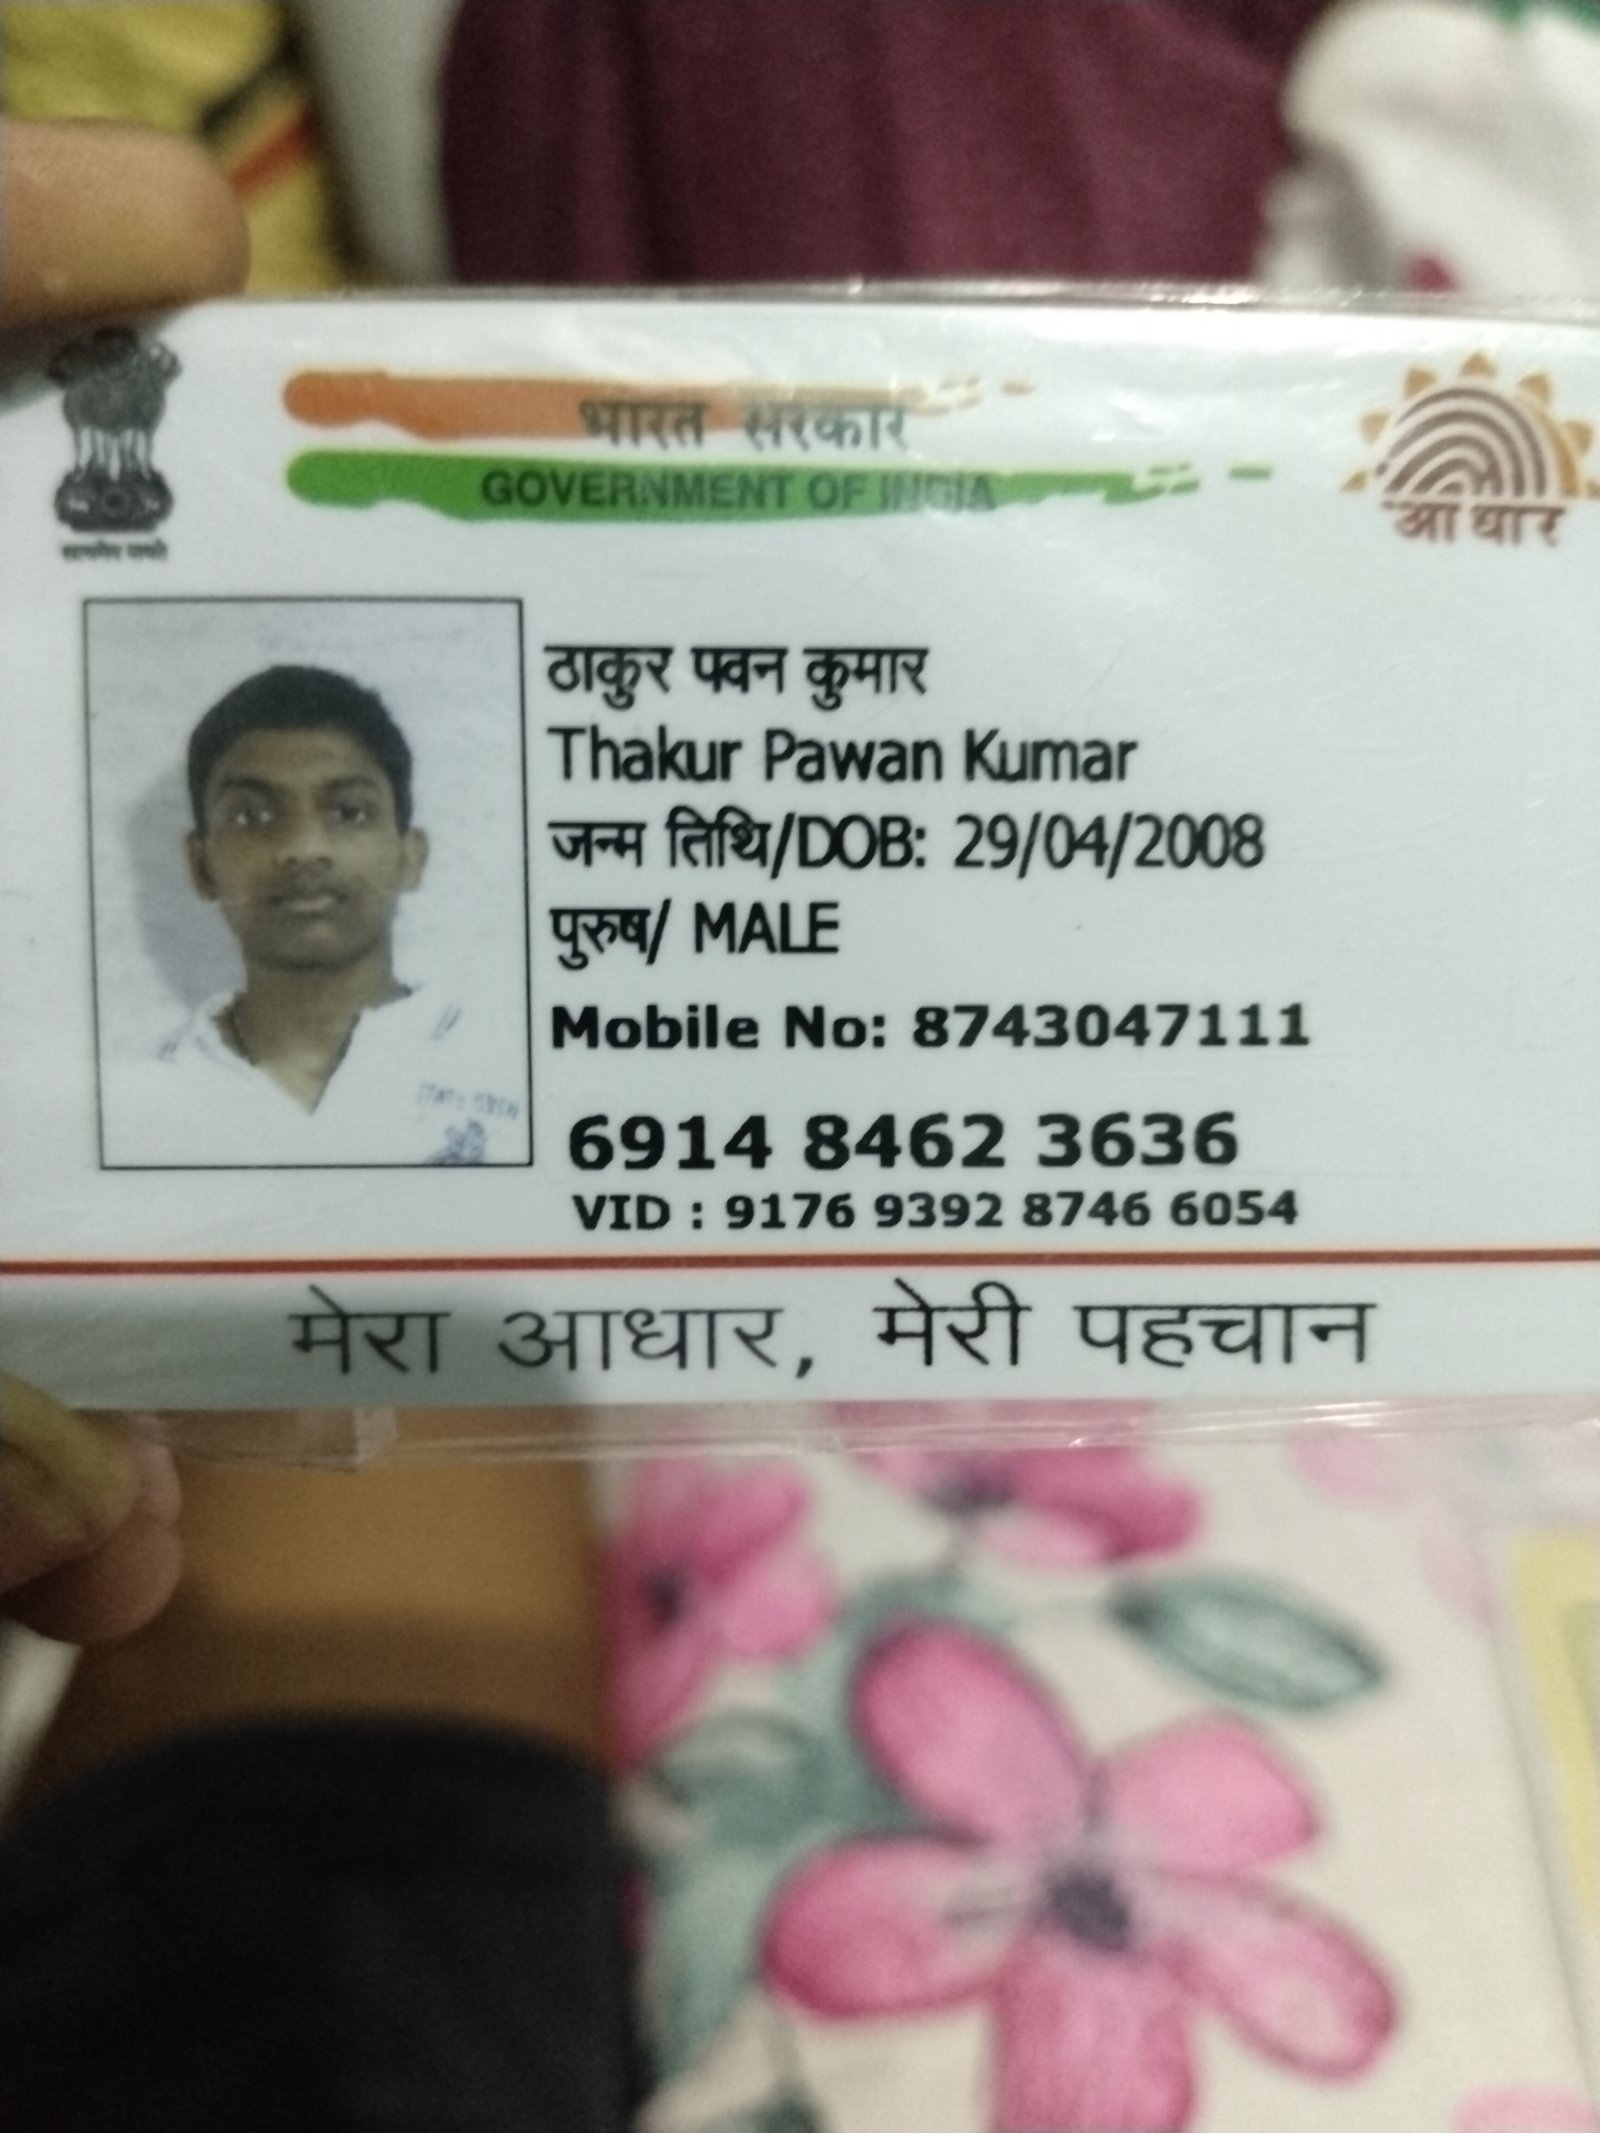 भारत सरकार
GOVERNMENT OF INDIA
आधार
ठाकुर पवन कुमार
Thakur Pawan Kumar
जन्म तिथि/DOB: 29/04/2008
पुरुष/ MALE
Mobile No: 8743047111
6914 8462 3636
VID : 9176 9392 8746 6054
मेरा आधार, मेरी पहचान